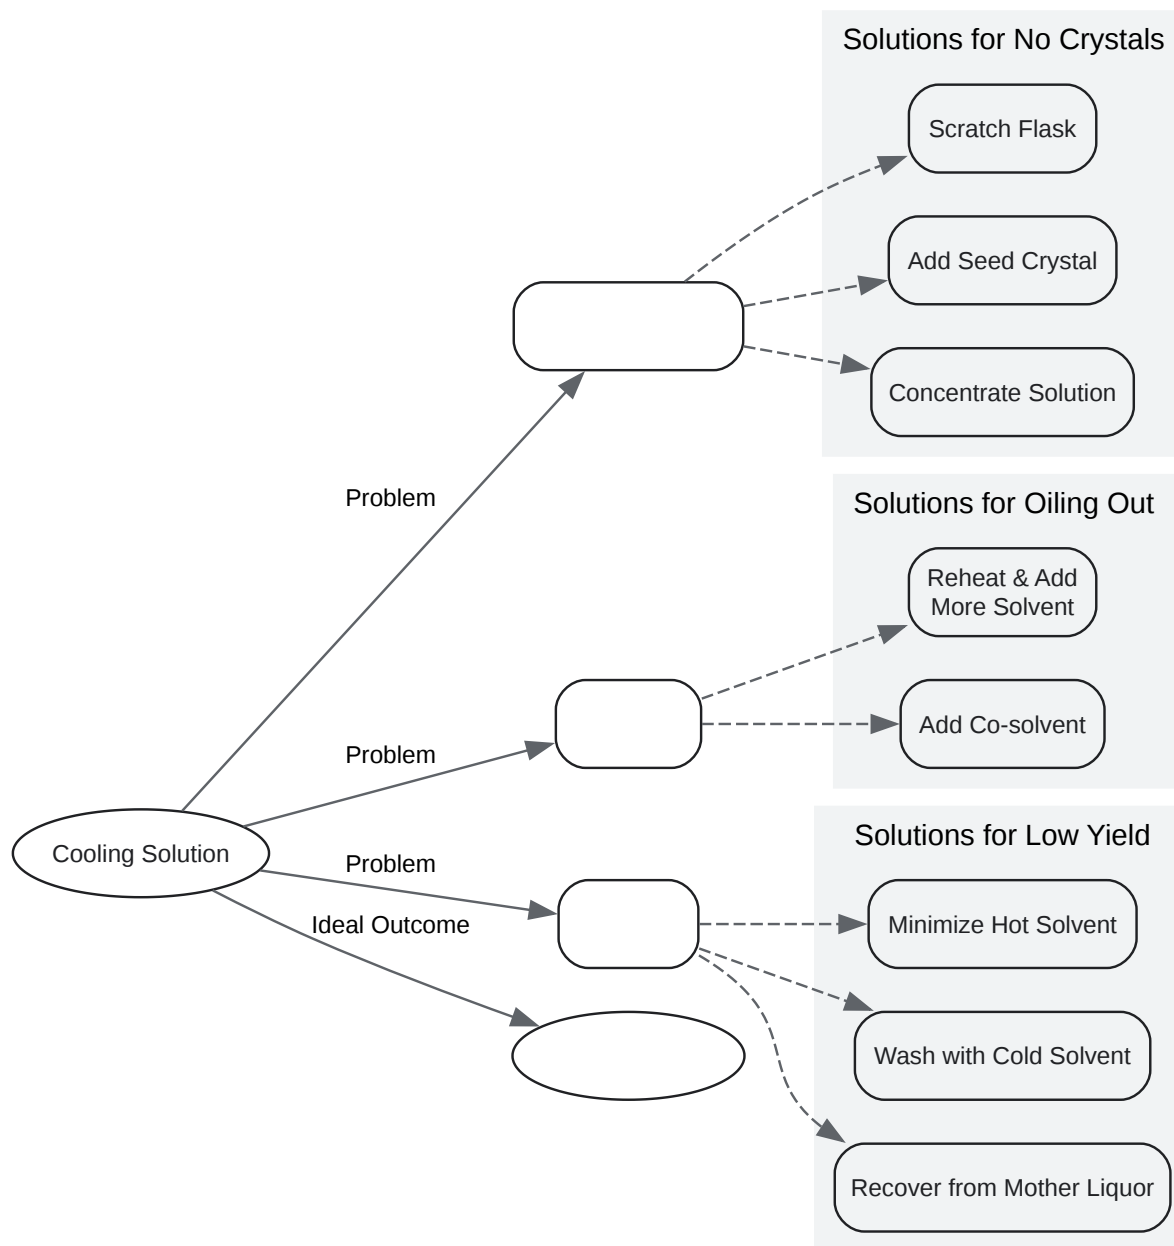 Solutions for No Crystals
Scratch Flask
Add Seed Crystal
Concentrate Solution
Problem
Solutions for Oiling Out
Reheat & Add
More Solvent
Problem
Add Co-solvent
Cooling Solution
Solutions for Low Yield
Problem
Ideal Outcome
Minimize Hot Solvent
Wash with Cold Solvent
Recover from Mother Liquor